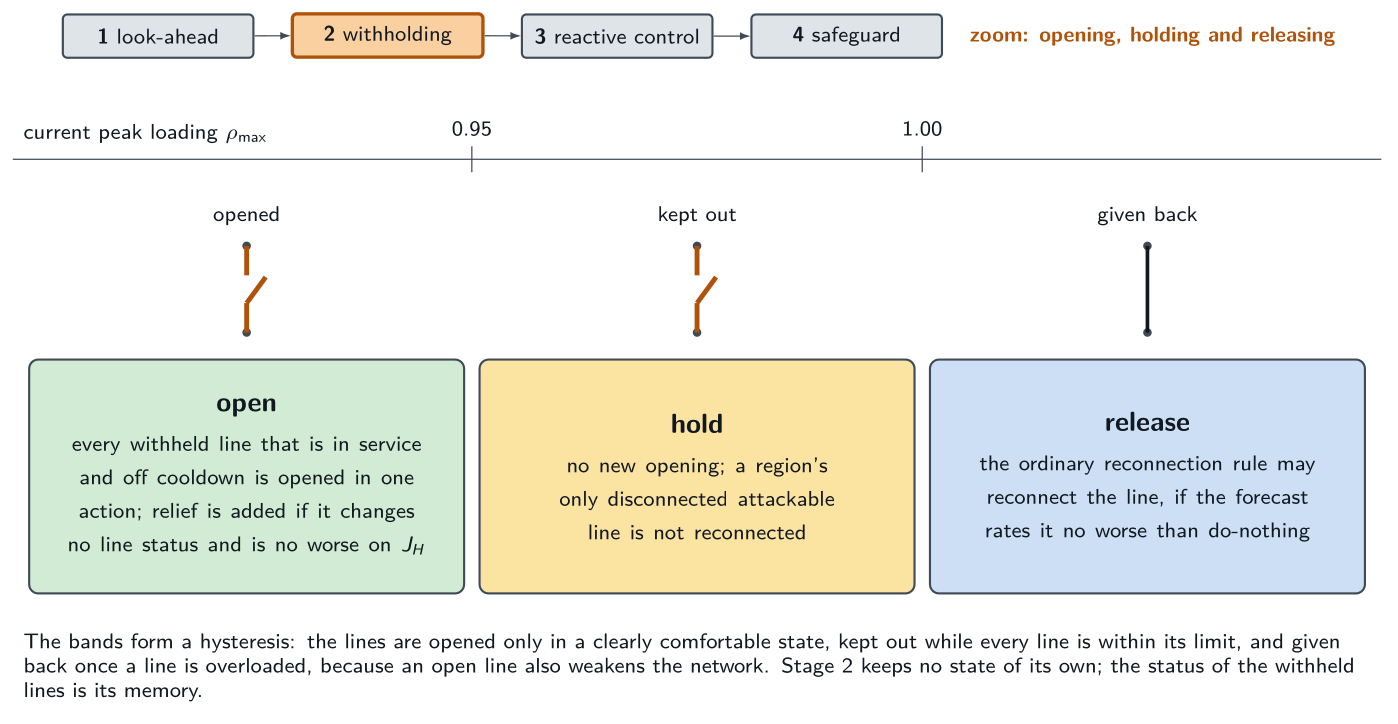 1 look-ahead
2 withholding
3 reactive control
4 safeguard
zoom: opening, holding and releasing
current peak loading ρmax
0.95
1.00
opened
kept out
given back
open
every withheld line that is in service
and off cooldown is opened in one
action; relief is added if it changes
no line status and is no worse on JH
hold
no new opening; a region's
only disconnected attackable
line is not reconnected
release
the ordinary reconnection rule may
reconnect the line, if the forecast
rates it no worse than do-nothing
The bands form a hysteresis: the lines are opened only in a clearly comfortable state, kept out while every line is within its limit, and given
back once a line is overloaded, because an open line also weakens the network. Stage 2 keeps no state of its own; the status of the withheld
lines is its memory.